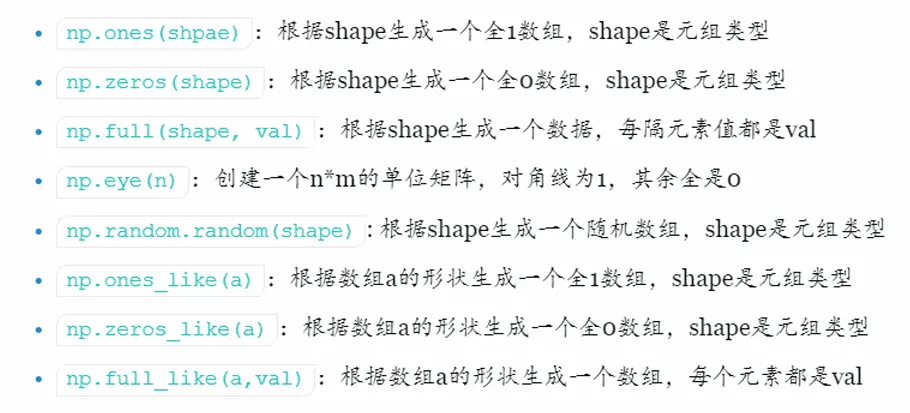 np.ones(shpae)：根据shape生成一个全1数组，shape是元组类型
np.zeros(shape)：根据shape生成一个全0数组，shape是元组类型
np.full(shape, val)：根据shape生成一个数据，每隔元素值都是val
np.eye(n)：创建一个n*m的单位矩阵，对角线为1，其余全是0
np.random.random(shape)：根据shape生成一个随机数组，shape是元组类型
np.ones_like(a)：根据数组a的形状生成一个全1数组，shape是元组类型
np.zeros_like(a)：根据数组a的形状生成一个全0数组，shape是元组类型
np.full_like(a,val)：根据数组a的形状生成一个数组，每个元素都是val